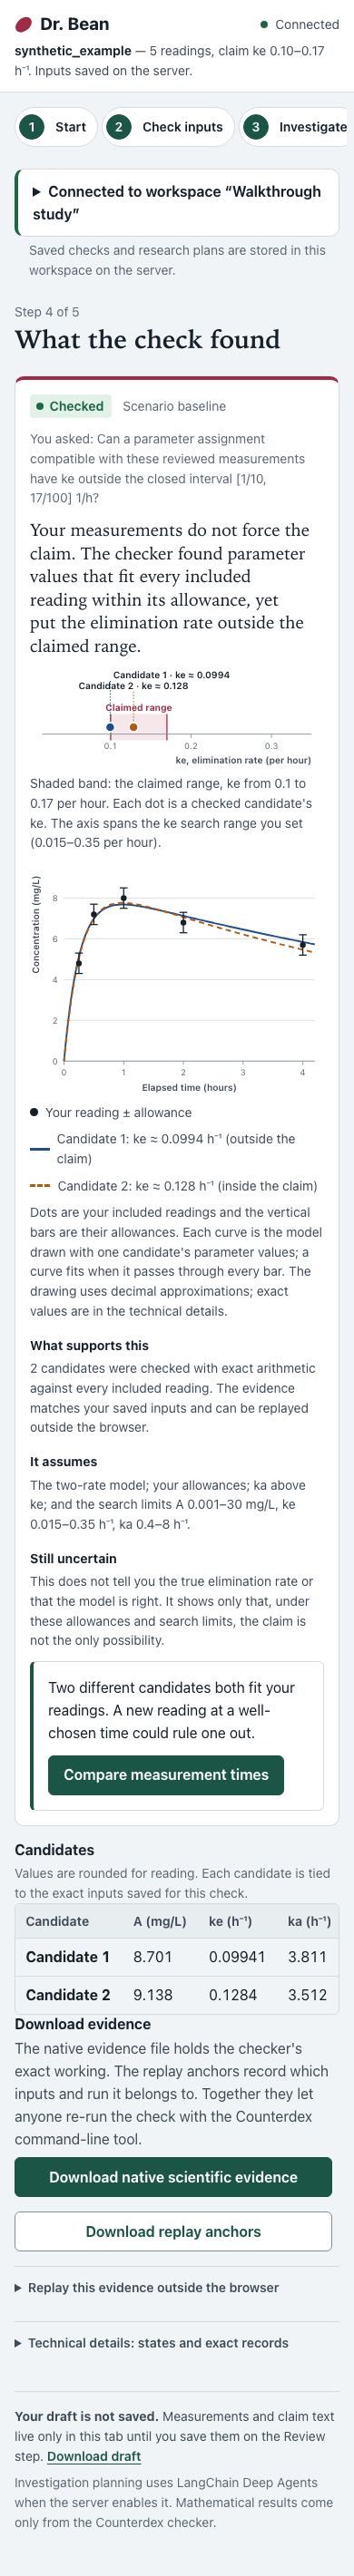 Dr. Bean
Connected
synthetic_example — 5 readings, claim ke 0.10–0.17
h⁻¹. Inputs saved on the server.
1 Start
2 Check inputs
3 Investigate
▶ Connected to workspace “Walkthrough
study”
Saved checks and research plans are stored in this
workspace on the server.
Step 4 of 5
What the check found
Checked
Scenario baseline
You asked: Can a parameter assignment
compatible with these reviewed measurements
have ke outside the closed interval [1/10,
17/100] 1/h?
Your measurements do not force the
claim. The checker found parameter
values that fit every included
reading within its allowance, yet
put the elimination rate outside the
claimed range.
Candidate 1 · ke ≈ 0.0994
Candidate 2 · ke ≈ 0.128
Claimed range
0.1 0.2 0.3
ke, elimination rate (per hour)
Shaded band: the claimed range, ke from 0.1 to
0.17 per hour. Each dot is a checked candidate's
ke. The axis spans the ke search range you set
(0.015–0.35 per hour).
Concentration (mg/L)
8
6
4
2
0
0 1 2 3 4
Elapsed time (hours)
Your reading ± allowance
Candidate 1: ke ≈ 0.0994 h⁻¹ (outside the
claim)
Candidate 2: ke ≈ 0.128 h⁻¹ (inside the claim)
Dots are your included readings and the vertical
bars are their allowances. Each curve is the model
drawn with one candidate's parameter values; a
curve fits when it passes through every bar. The
drawing uses decimal approximations; exact
values are in the technical details.
What supports this
2 candidates were checked with exact arithmetic
against every included reading. The evidence
matches your saved inputs and can be replayed
outside the browser.
It assumes
The two-rate model; your allowances; ka above
ke; and the search limits A 0.001–30 mg/L, ke
0.015–0.35 h⁻¹, ka 0.4–8 h⁻¹.
Still uncertain
This does not tell you the true elimination rate or
that the model is right. It shows only that, under
these allowances and search limits, the claim is
not the only possibility.
Two different candidates both fit your
readings. A new reading at a well-
chosen time could rule one out.
Compare measurement times
Candidates
Values are rounded for reading. Each candidate is tied
to the exact inputs saved for this check.
Candidate A (mg/L) ke (h⁻¹) ka (h⁻¹)
Candidate 1 8.701 0.09941 3.811
Candidate 2 9.138 0.1284 3.512
Download evidence
The native evidence file holds the checker's
exact working. The replay anchors record which
inputs and run it belongs to. Together they let
anyone re-run the check with the Counterdex
command-line tool.
Download native scientific evidence
Download replay anchors
▶ Replay this evidence outside the browser
▶ Technical details: states and exact records
Your draft is not saved. Measurements and claim text
live only in this tab until you save them on the Review
step. Download draft
Investigation planning uses LangChain Deep Agents
when the server enables it. Mathematical results come
only from the Counterdex checker.